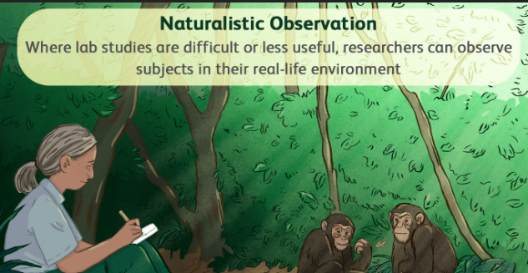 Naturalistic Observation
Where lab studies are difficult or less useful, researchers can observe
subjects in their real-life environment